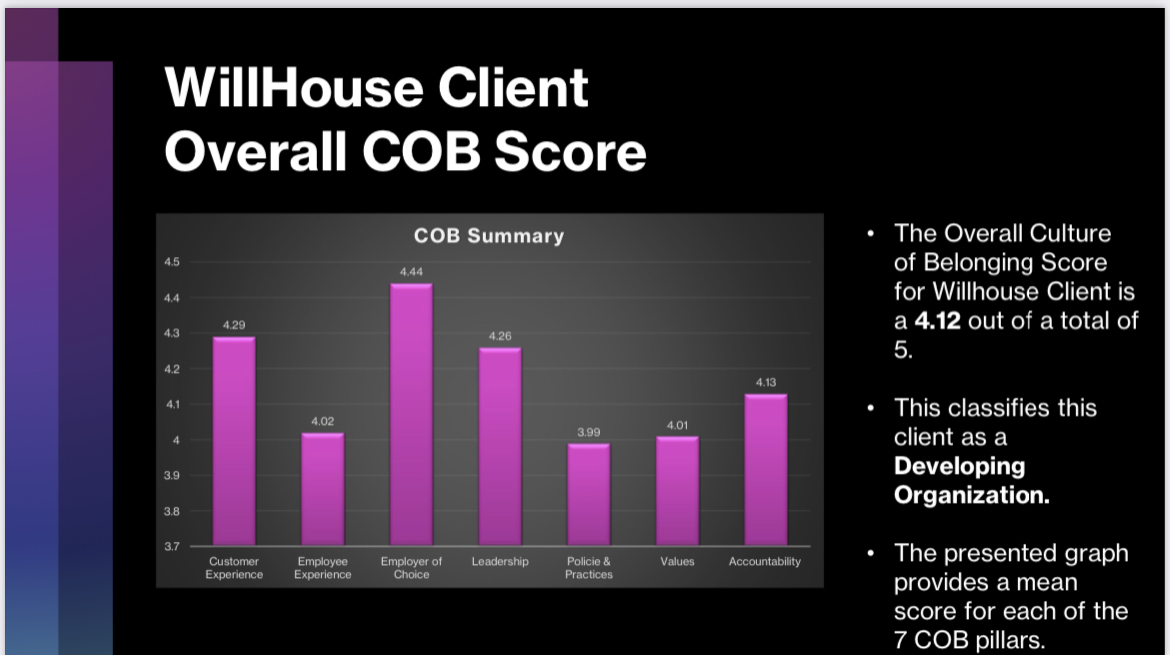 WillHouse Client
Overall COB Score
COB Summary
4.5
4.4
4.3
4.2
4.1
4
3.9
3.8
3.7
4.29
4.02
4.44
4.26
3.99
4.01
4.13
Customer
Experience
Employee
Experience
Employer of
Choice
Leadership
Policie &
Practices
Values
Accountability
• The Overall Culture
of Belonging Score
for Willhouse Client is
a 4.12 out of a total of
5.
• This classifies this
client as a
Developing
Organization.
• The presented graph
provides a mean
score for each of the
7 COB pillars.